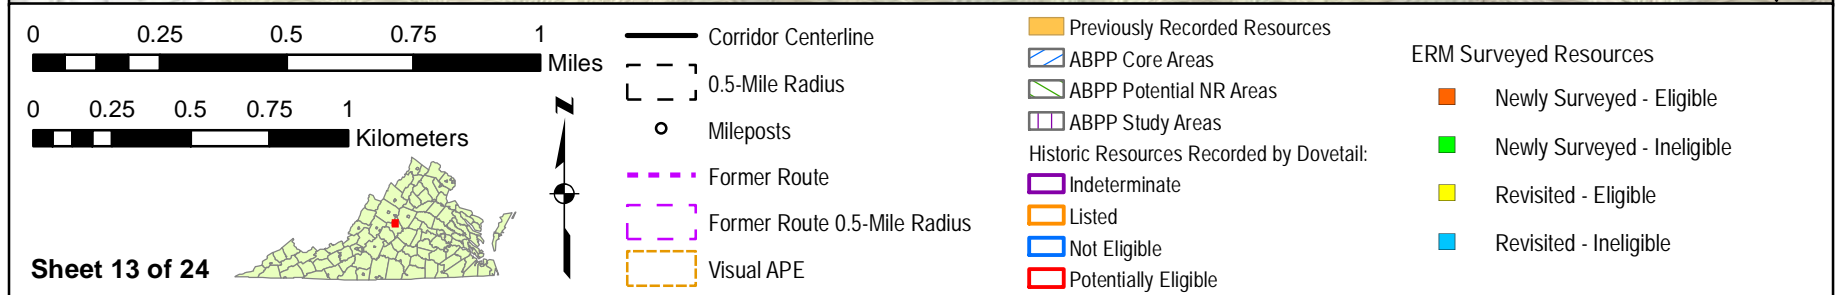 0 0.25 0.5 0.75 1
Miles
0 0.25 0.5 0.75 1
Kilometers
Sheet 13 of 24
N
Corridor Centerline
0.5-Mile Radius
Mileposts
Former Route
Former Route 0.5-Mile Radius
Visual APE
Previously Recorded Resources
ABPP Core Areas
ABPP Potential NR Areas
ABPP Study Areas
Historic Resources Recorded by Dovetail:
Indeterminate
Listed
Not Eligible
Potentially Eligible
ERM Surveyed Resources
Newly Surveyed - Eligible
Newly Surveyed - Ineligible
Revisited - Eligible
Revisited - Ineligible